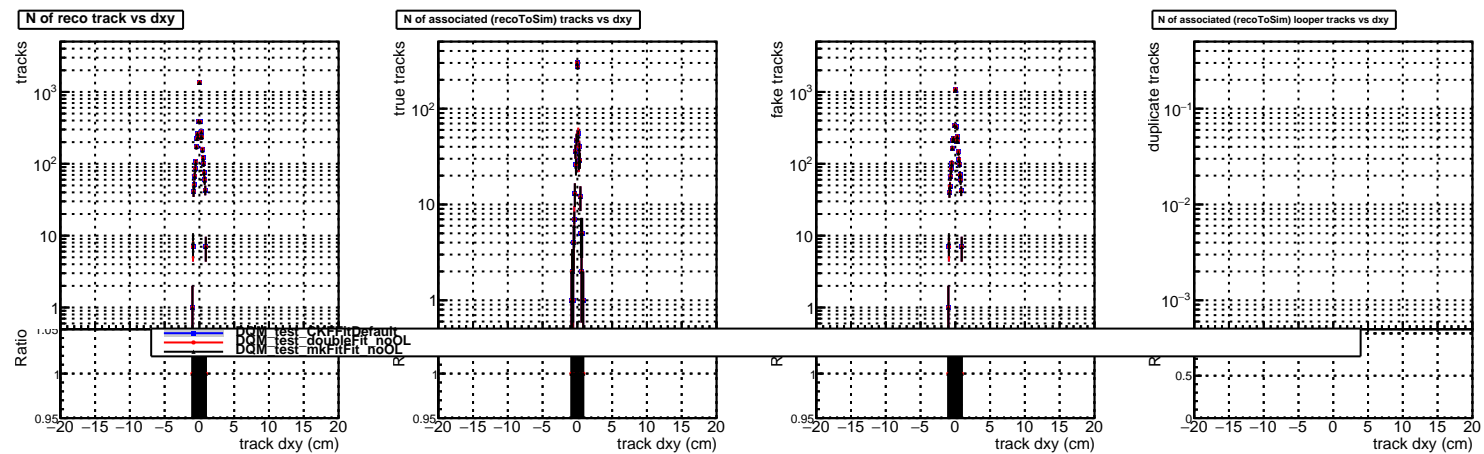 N of reco track vs dxy
N of associated (recoToSim) tracks vs dxy
N of associated (recoToSim) looper tracks vs dxy
tracks
10³
10²
10
1
true tracks
10²
10
1
fake tracks
10³
10²
10
1
duplicate tracks
10⁻¹
10⁻²
10⁻³
DQM_test_CKFFitDefault
DQM_test_doubleFit_noOL
DQM_test_mkFitFit_noOL
Ratio
1.05
1
0.95
1
0.95
1
0.95
0.5
0
−20 −15 −10 −5 0 5 10 15 20
track dxy (cm)
−20 −15 −10 −5 0 5 10 15 20
track dxy (cm)
−20 −15 −10 −5 0 5 10 15 20
track dxy (cm)
−20 −15 −10 −5 0 5 10 15 20
track dxy (cm)